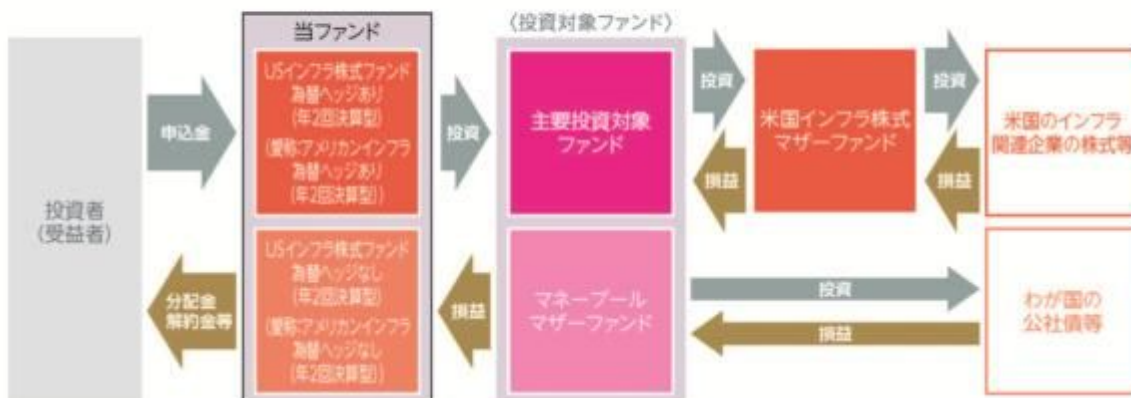 当ファンド
〈投資対象ファンド〉
投資者
(受益者)
申込金
分配金
解約金等
USインフラ株式ファンド
為替ヘッジあり
(年2回決算型)
(愛称:アメリカンインフラ
為替ヘッジあり
(年2回決算型))
USインフラ株式ファンド
為替ヘッジなし
(年2回決算型)
(愛称:アメリカンインフラ
為替ヘッジなし
(年2回決算型))
投資
損益
主要投資対象
ファンド
マネープール
マザーファンド
投資
損益
米国インフラ株式
マザーファンド
投資
損益
米国のインフラ
関連企業の株式等
投資
損益
わが国の
公社債等